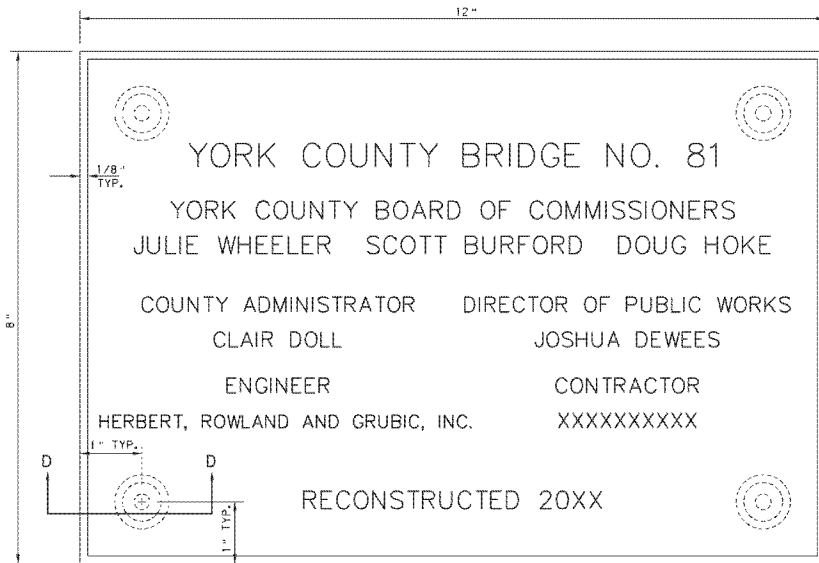 12"
YORK COUNTY BRIDGE NO. 81
1/8"
TYP.
YORK COUNTY BOARD OF COMMISSIONERS
JULIE WHEELER SCOTT BURFORD DOUG HOKE
8"
COUNTY ADMINISTRATOR DIRECTOR OF PUBLIC WORKS
CLAIR DOLL JOSHUA DEWEES
ENGINEER CONTRACTOR
HERBERT, ROWLAND AND GRUBIC, INC. XXXXXXXXXX
1" TYP.
D D
RECONSTRUCTED 20XX
1" TYP.